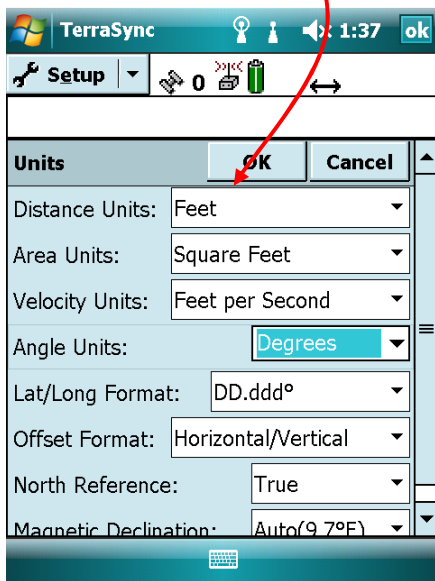 TerraSync 1:37 ok
Setup 0
Units OK Cancel
Distance Units: Feet
Area Units: Square Feet
Velocity Units: Feet per Second
Angle Units: Degrees
Lat/Long Format: DD.ddd°
Offset Format: Horizontal/Vertical
North Reference: True
Magnetic Declination: Auto(9.7°E)